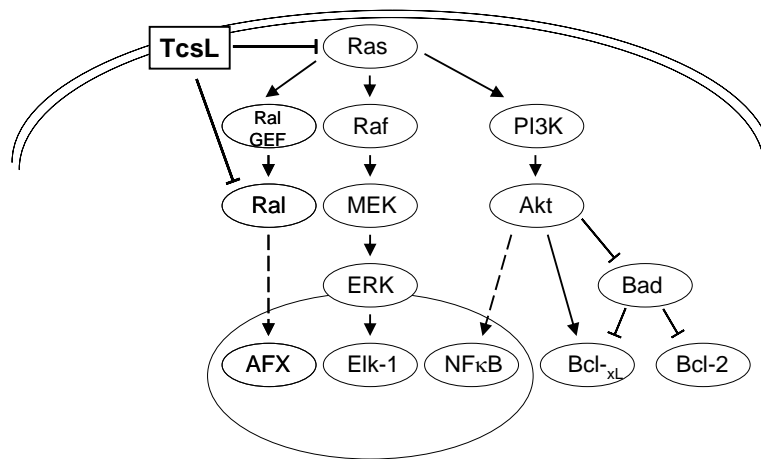 TcsL
Ras
Ral
GEF
Raf
PI3K
Ral
MEK
Akt
ERK
Bad
AFX
Elk-1
NFκB
Bcl-xL
Bcl-2